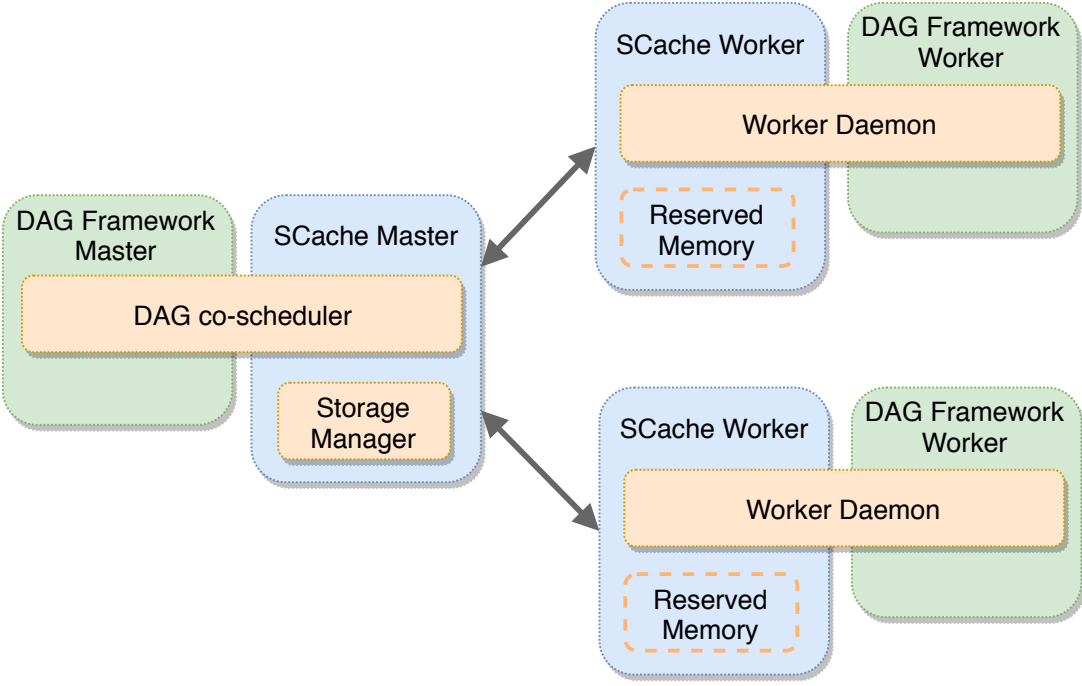 DAG Framework
Master
SCache Master
DAG co-scheduler
Storage
Manager
SCache Worker
DAG Framework
Worker
Worker Daemon
Reserved
Memory
SCache Worker
DAG Framework
Worker
Worker Daemon
Reserved
Memory